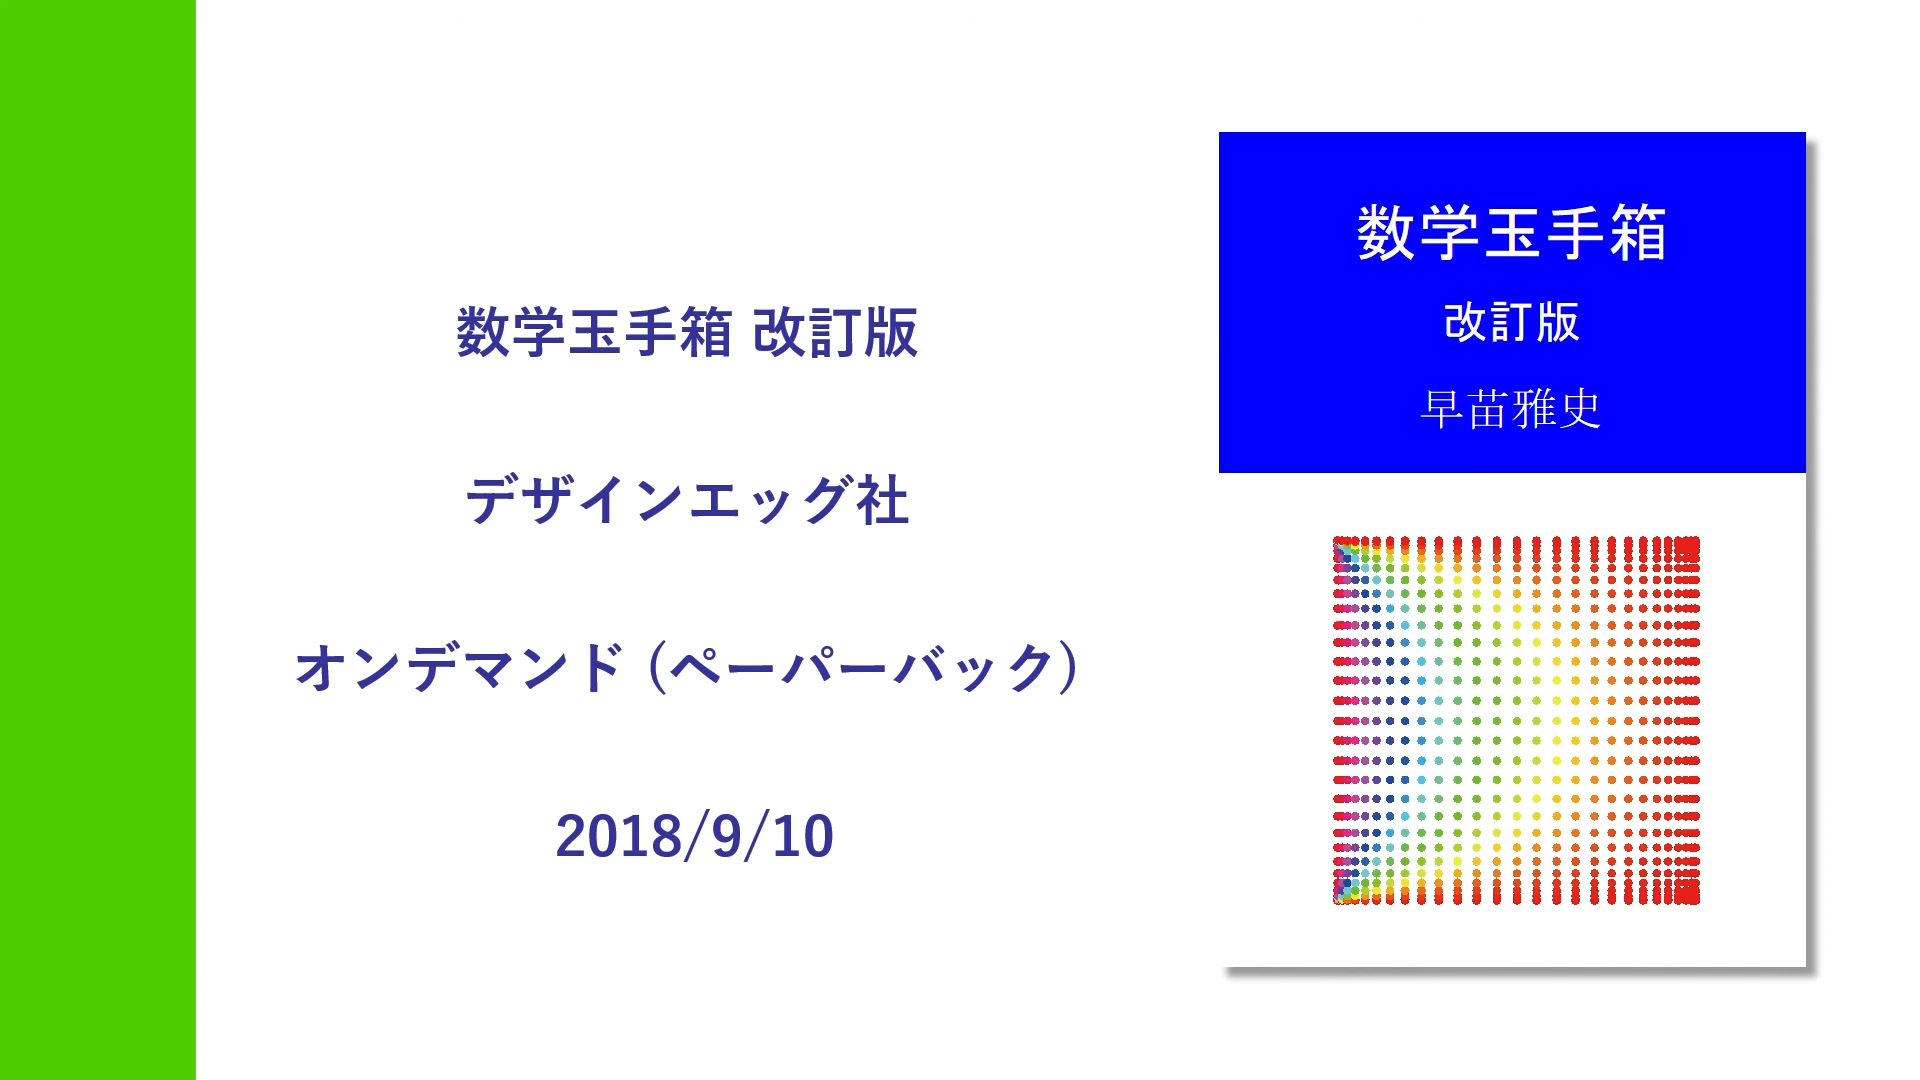 数学玉手箱 改訂版
デザインエッグ社
オンデマンド (ペーパーバック)
2018/9/10
数学玉手箱
改訂版
早苗雅史